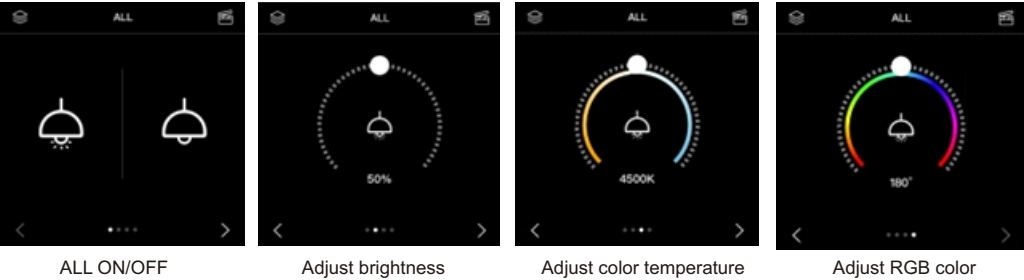 ALL
ALL
ALL
ALL
50%
4500K
180°
ALL ON/OFF
Adjust brightness
Adjust color temperature
Adjust RGB color